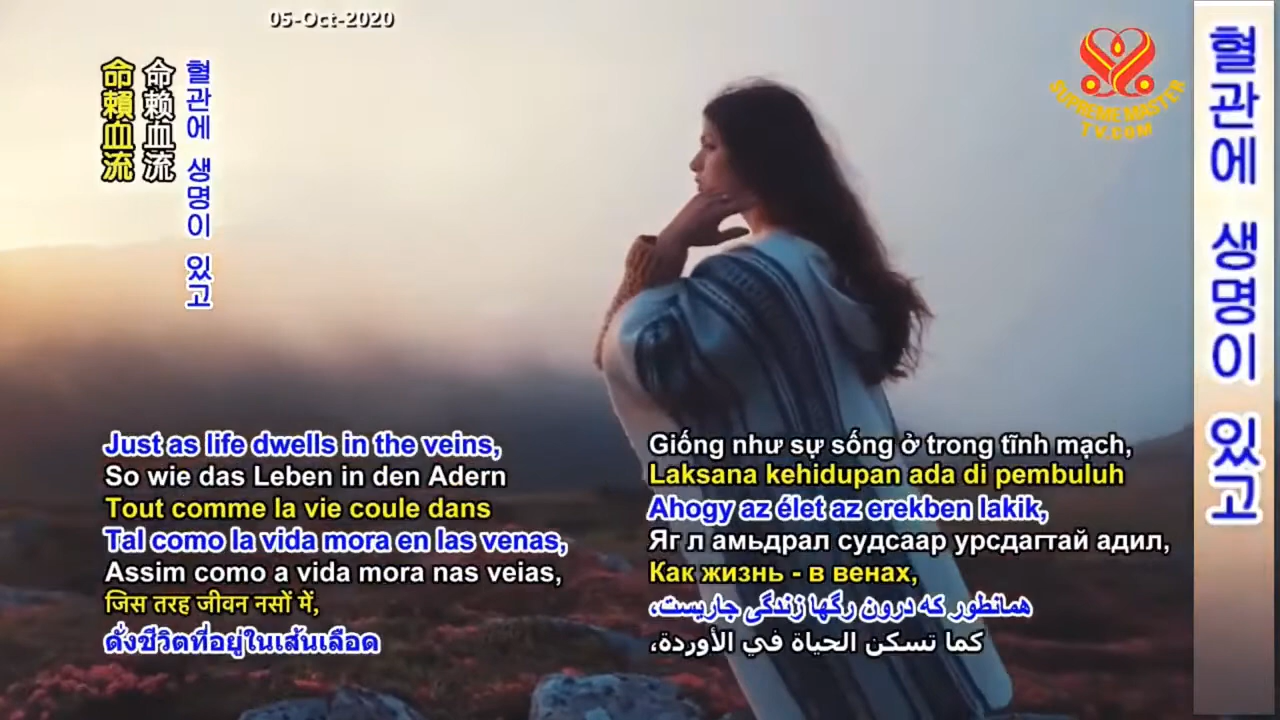 05-Oct-2020
혈관에 생명이 있고
命赖血流
命賴血流
SUPREME MASTER
TV.COM
Just as life dwells in the veins,
So wie das Leben in den Adern
Tout comme la vie coule dans
Tal como la vida mora en las venas,
Assim como a vida mora nas veias,
जिस तरह जीवन नसों में,
ดั่งชีวิตที่อยู่ในเส้นเลือด
Giống như sự sống ở trong tĩnh mạch,
Laksana kehidupan ada di pembuluh
Ahogy az élet az erekben lakik,
Яг л амьдрал судсаар урсдагтай адил,
Как жизнь - в венах,
همانطور که درون رگها زندگی جاریست،
كما تسكن الحياة في الأوردة،
혈관에 생명이 있고